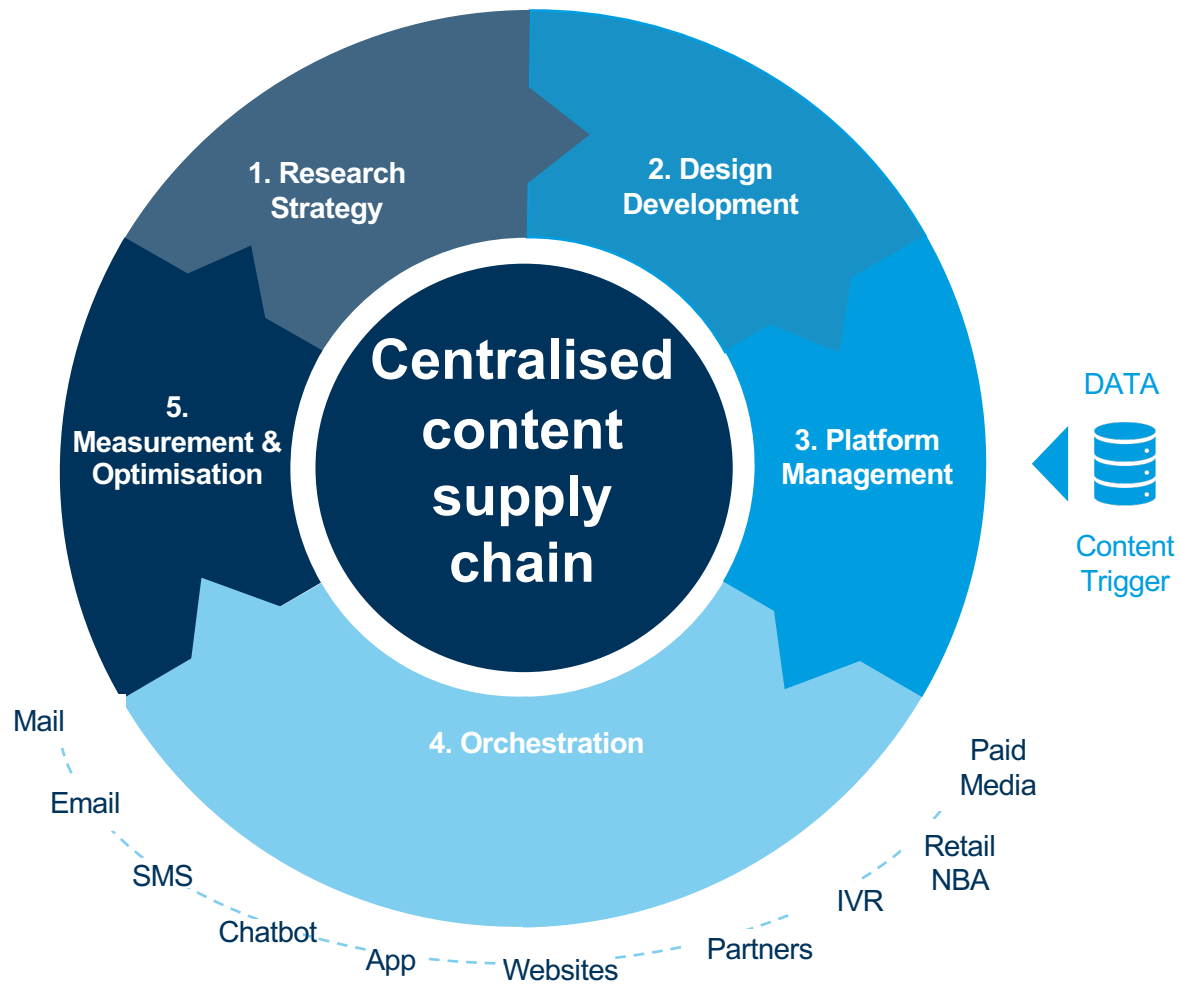 1. Research
Strategy
2. Design
Development
Centralised
content
supply
chain
3. Platform
Management
DATA
Content
Trigger
5.
Measurement &
Optimisation
4. Orchestration
Mail
Email
SMS
Chatbot
App
Websites
Partners
IVR
Retail
NBA
Paid
Media